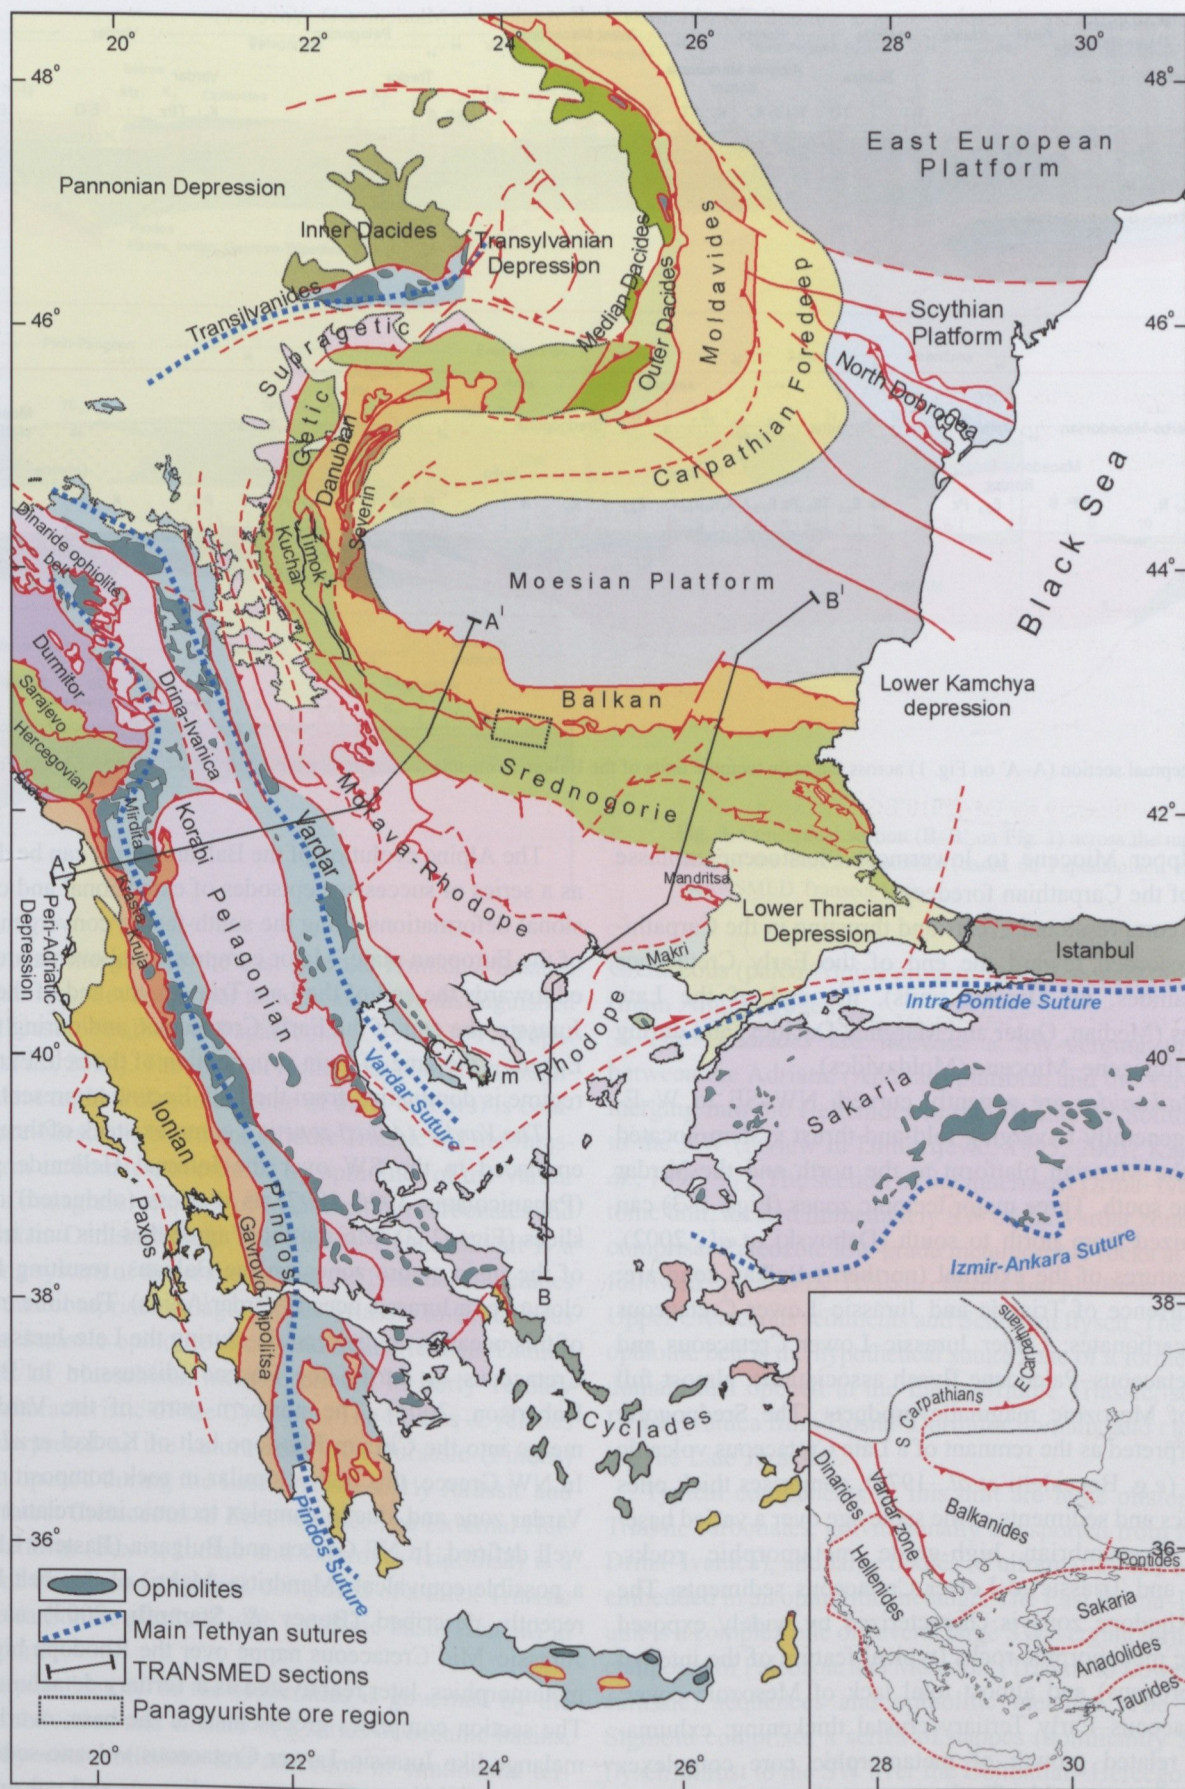 20°
22°
24
26°
28°
30°
48°
48°
East European
Platform
Pannonian Depression
Inner Dacides
Transylvanian
Depression
Median Dacides
Outer Dacides
Moldavides
Carpathian Foredeep
Scythian
Platform
46°
46°
Transilvanides
Supragetic
North Dobrogea
Getic
Danubian
Severin
Timok
Kuchaj
Dinaride ophiolite
belt
44°
44°
Moesian Platform
Black Sea
A'
B'
Durmitor
Sarajevo
Hercegovian
Drina-Ivanica
Balkan
Lower Kamchya
depression
Srednogorie
42°
Morava-Rhodope
Mirdita
Korabi
Vardar
A
Mandritsa
Lower Thracian
Depression
Istanbul
Peri-Adriatic
Depression
Krasta
Kruja
Pelagonian
Makri
Intra Pontide Suture
40°
40°
Circum Rhodope
Vardar Suture
Sakaria
Ionian
Paxos
Pindos
Gavrovo
Tripolitsa
Izmir-Ankara Suture
38°
38
B
Cyclades
Pindos Suture
36°
36°
E Carpathians
S Carpathians
Dinarides
Vardar zone
Balkanides
Hellenides
Pontides
Sakaria
Anadolides
Taurides
Ophiolites
Main Tethyan sutures
TRANSMED sections
Panagyurishte ore region
20°
22°
24°
26°
28
30